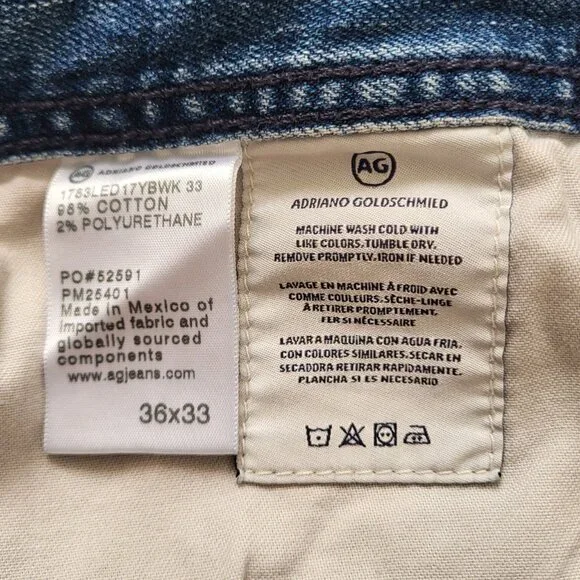 AG ADRIANO GOLDSCHMIED
1783LED17YBWK 33
98% COTTON
2% POLYURETHANE
PO#52591
PM25401
Made in Mexico of
imported fabric and
globally sourced
components
www.agjeans.com
36x33
AG
ADRIANO GOLDSCHMIED
MACHINE WASH COLD WITH
LIKE COLORS. TUMBLE DRY.
REMOVE PROMPTLY. IRON IF NEEDED
LAVAGE EN MACHINE À FROID AVEC
COMME COULEURS. SÈCHE-LINGE
À RETIRER PROMPTEMENT.
FER SI NÉCESSAIRE
LAVAR A MAQUINA CON AGUA FRIA.
CON COLORES SIMILARES. SECAR EN
SECADORA RETIRAR RAPIDAMENTE.
PLANCHA SI ES NECESARIO